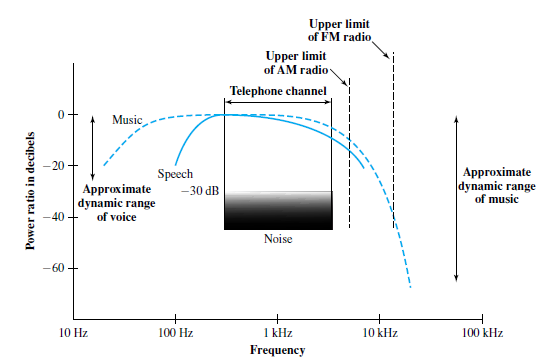 Upper limit
of FM radio
Upper limit
of AM radio
Telephone channel
Music
Speech
−30 dB
Noise
Approximate
dynamic range
of voice
Approximate
dynamic range
of music
Power ratio in decibels
0
−20
−40
−60
10 Hz
100 Hz
1 kHz
10 kHz
100 kHz
Frequency